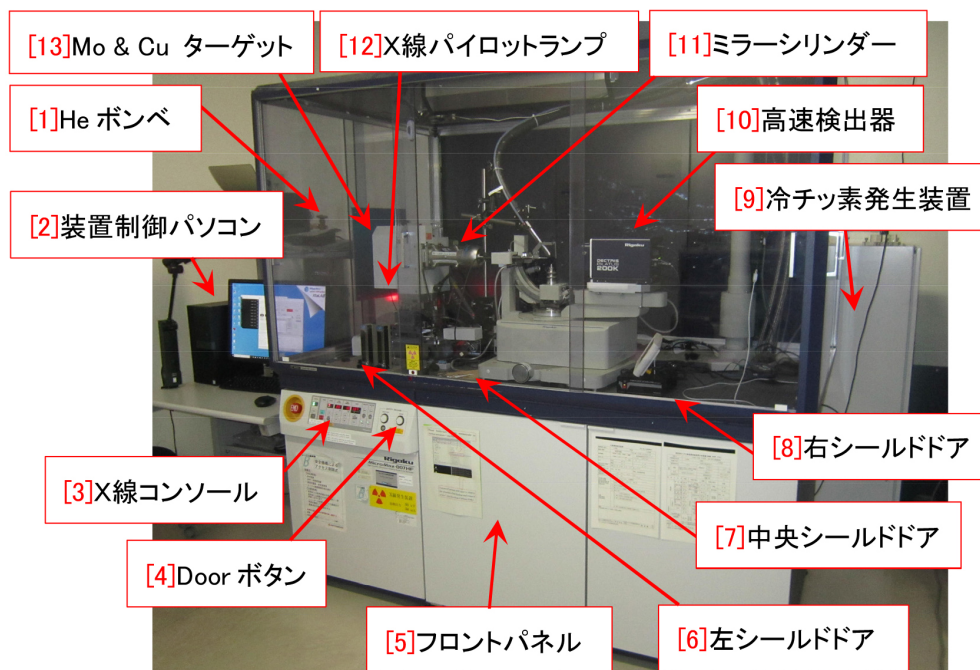 [13]Mo & Cu ターゲット
[12]X線パイロットランプ
[11]ミラーシリンダー
[1]He ボンベ
[10]高速検出器
[2]装置制御パソコン
[9]冷チッ素発生装置
Rigaku
DECTRIS
200K
[3]X線コンソール
[8]右シールドドア
Rigaku
[4]Door ボタン
[7]中央シールドドア
[5]フロントパネル
[6]左シールドドア